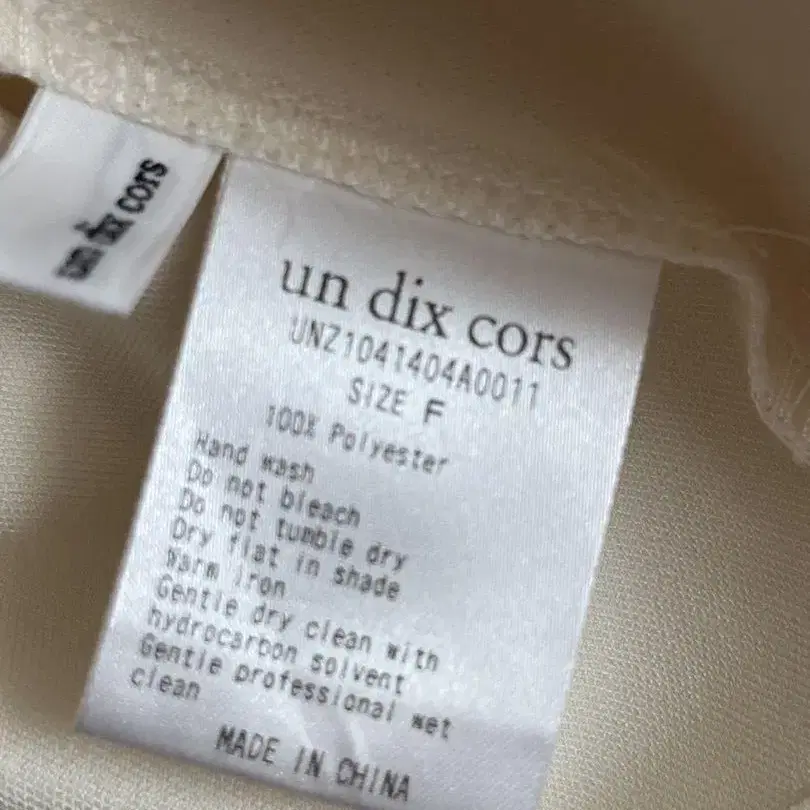 un dix cors
un dix cors
UNZ1041404A0011
SIZE F
100% Polyester
Hand wash
Do not bleach
Do not tumble dry
Dry flat in shade
Warm iron
Gentle dry clean with
hydrocarbon solvent
Gentle professional wet
clean
MADE IN CHINA